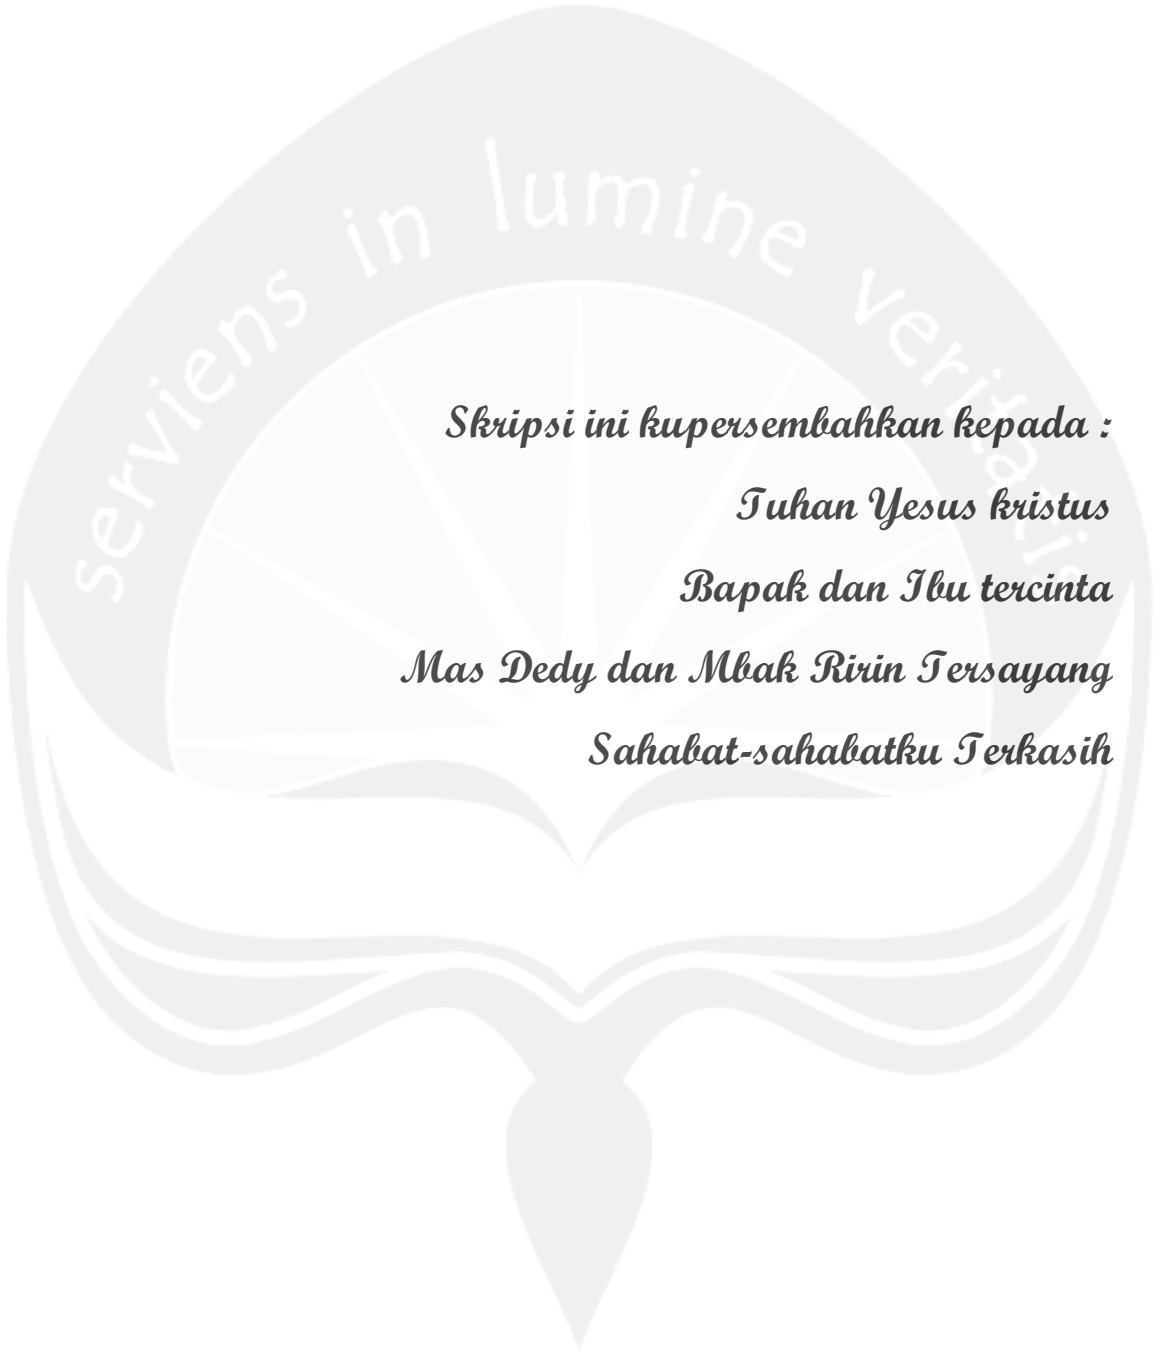 serviens in lumine veritatis
Skripsi ini kupersembahkan kepada :
Tuhan Yesus kristus
Bapak dan Ibu tercinta
Mas Dedy dan Mbak Ririn Tersayang
Sahabat-sahabatku Terkasih